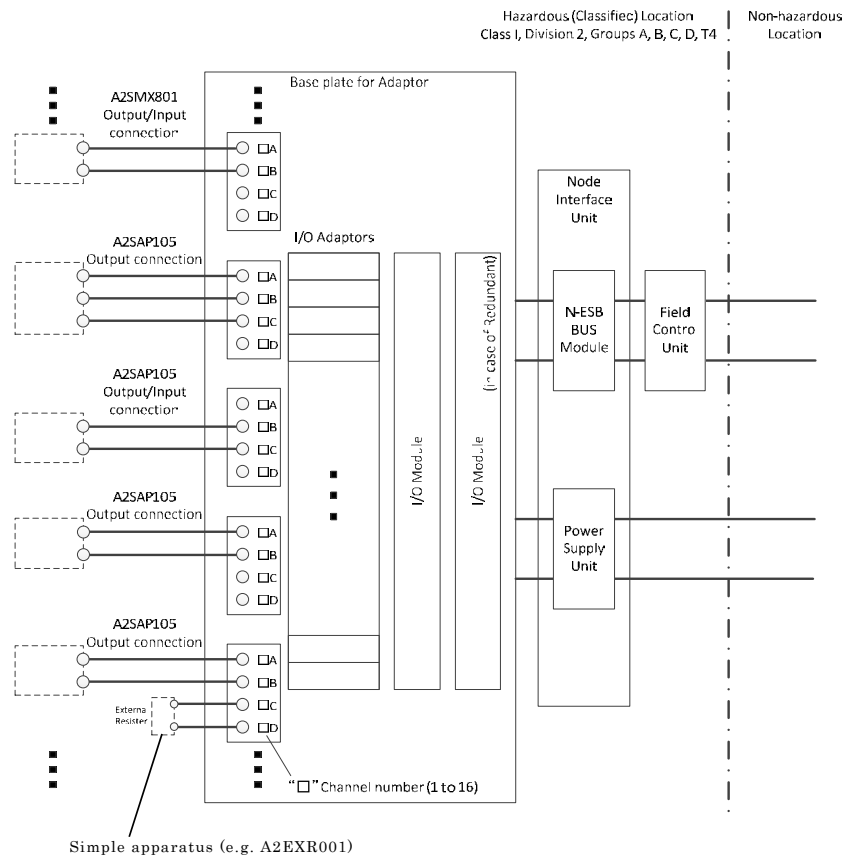 Hazardous (Classifiec) Location
Class I, Division 2, Groups A, B, C, D, T4
Non-hazardous
Location
Base plate for Adaptor
A2SMX801
Output/Input
connection
□A
□B
□C
□D
Node
Interface
Unit
I/O Adaptors
A2SAP105
Output connection
□A
□B
□C
□D
(in case of Redundant)
N-ESB
BUS
Module
Field
Contro
Unit
A2SAP105
Output/Input
connection
□A
□B
□C
□D
I/O Module
I/O Module
A2SAP105
Output connection
□A
□B
□C
□D
Power
Supply
Unit
A2SAP105
Output connection
□A
□B
□C
□D
Externa
Resister
"□" Channel number (1 to 16)
Simple apparatus (e.g. A2EXR001)